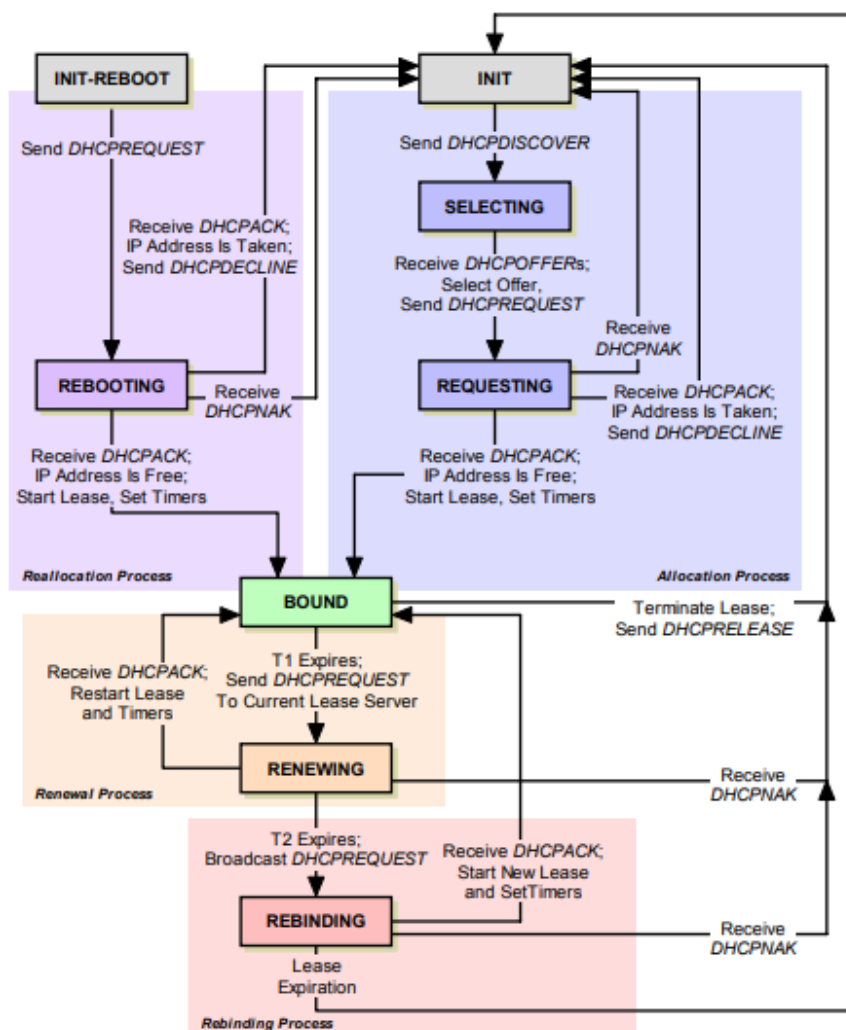 INIT-REBOOT
INIT
Send DHCPREQUEST
Send DHCPDISCOVER
SELECTING
Receive DHCPACK;
IP Address Is Taken;
Send DHCPDECLINE
Receive DHCPOFFERs;
Select Offer,
Send DHCPREQUEST
Receive
DHCPNAK
REBOOTING
Receive
DHCPNAK
REQUESTING
Receive DHCPACK;
IP Address Is Taken;
Send DHCPDECLINE
Receive DHCPACK;
IP Address Is Free;
Start Lease, Set Timers
Receive DHCPACK;
IP Address Is Free;
Start Lease, Set Timers
Reallocation Process
Allocation Process
BOUND
Terminate Lease;
Send DHCPRELEASE
Receive DHCPACK;
Restart Lease
and Timers
T1 Expires;
Send DHCPREQUEST
To Current Lease Server
RENEWING
Receive
DHCPNAK
Renewal Process
T2 Expires;
Broadcast DHCPREQUEST
Receive DHCPACK;
Start New Lease
and SetTimers
REBINDING
Receive
DHCPNAK
Lease
Expiration
Rebinding Process